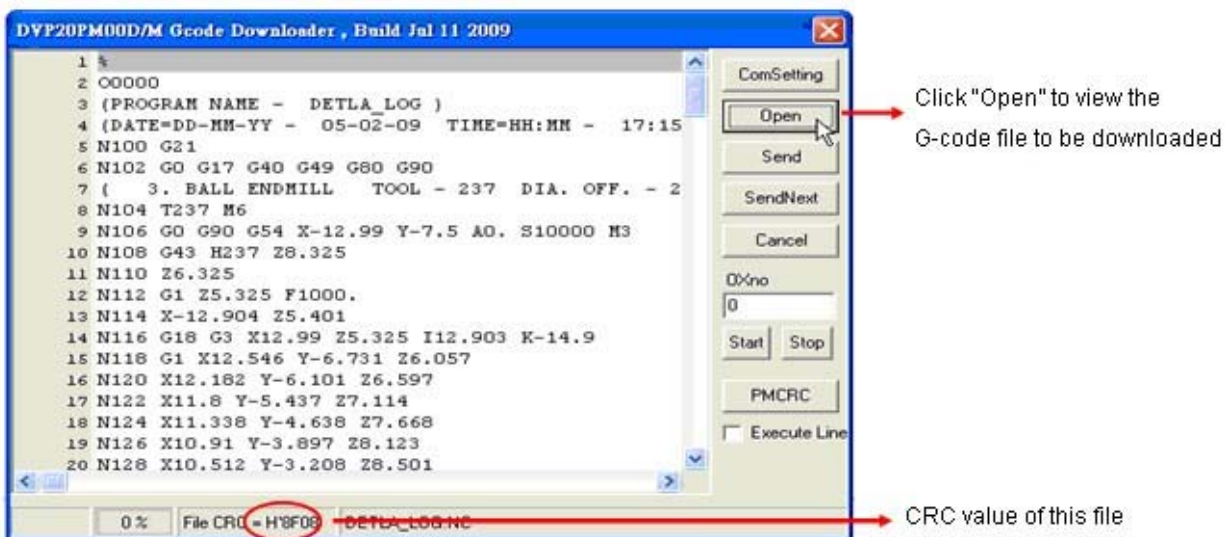 DVP20PM00D/M Gcode Downloader , Build Jul 11 2009
1 %
2 O0000
3 (PROGRAM NAME - DETLA_LOG )
4 (DATE=DD-MM-YY - 05-02-09 TIME=HH:MM - 17:15
5 N100 G21
6 N102 G0 G17 G40 G49 G80 G90
7 ( 3. BALL ENDMILL TOOL - 237 DIA. OFF. - 2
8 N104 T237 M6
9 N106 G0 G90 G54 X-12.99 Y-7.5 A0. S10000 M3
10 N108 G43 H237 Z8.325
11 N110 Z6.325
12 N112 G1 Z5.325 F1000.
13 N114 X-12.904 Z5.401
14 N116 G18 G3 X12.99 Z5.325 I12.903 K-14.9
15 N118 G1 X12.546 Y-6.731 Z6.057
16 N120 X12.182 Y-6.101 Z6.597
17 N122 X11.8 Y-5.437 Z7.114
18 N124 X11.338 Y-4.638 Z7.668
19 N126 X10.91 Y-3.897 Z8.123
20 N128 X10.512 Y-3.208 Z8.501
ComSetting
Open
Send
SendNext
Cancel
OXno
0
Start Stop
PMCRC
Execute Line
Click "Open" to view the
G-code file to be downloaded
0 % File CRC = H'8F08 DETLA_LOG.NC
CRC value of this file